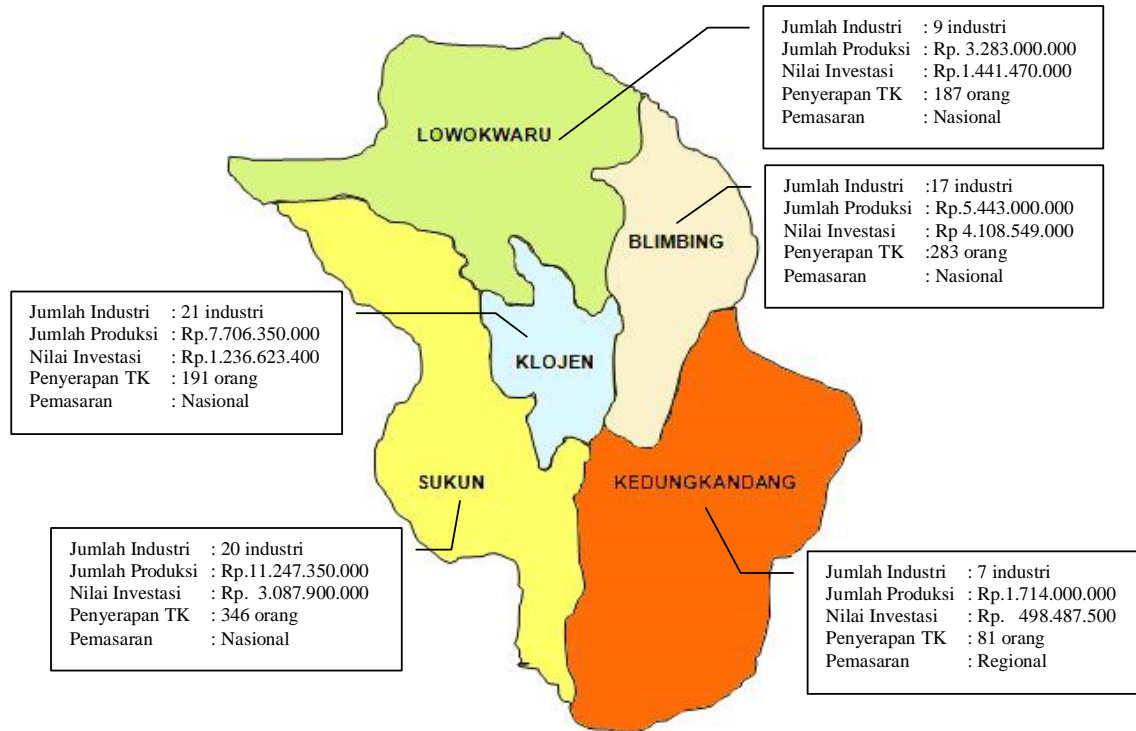 Jumlah Industri : 9 industri
Jumlah Produksi : Rp. 3.283.000.000
Nilai Investasi : Rp.1.441.470.000
Penyerapan TK : 187 orang
Pemasaran : Nasional
LOWOKWARU
Jumlah Industri :17 industri
Jumlah Produksi : Rp.5.443.000.000
Nilai Investasi : Rp 4.108.549.000
Penyerapan TK :283 orang
Pemasaran : Nasional
BLIMBING
Jumlah Industri : 21 industri
Jumlah Produksi : Rp.7.706.350.000
Nilai Investasi : Rp.1.236.623.400
Penyerapan TK : 191 orang
Pemasaran : Nasional
KLOJEN
SUKUN
KEDUNGKANDANG
Jumlah Industri : 20 industri
Jumlah Produksi : Rp.11.247.350.000
Nilai Investasi : Rp. 3.087.900.000
Penyerapan TK : 346 orang
Pemasaran : Nasional
Jumlah Industri : 7 industri
Jumlah Produksi : Rp.1.714.000.000
Nilai Investasi : Rp. 498.487.500
Penyerapan TK : 81 orang
Pemasaran : Regional